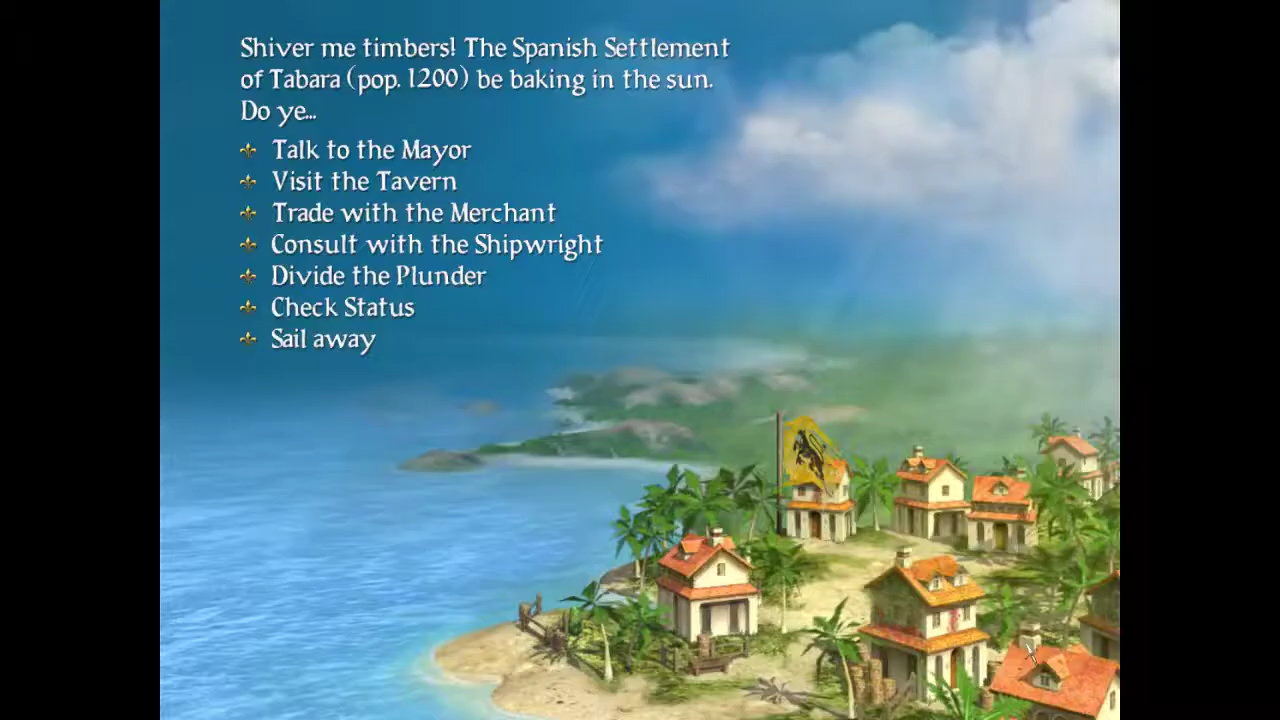 Shiver me timbers! The Spanish Settlement
of Tabara (pop. 1200) be baking in the sun.
Do ye...
Talk to the Mayor
Visit the Tavern
Trade with the Merchant
Consult with the Shipwright
Divide the Plunder
Check Status
Sail away